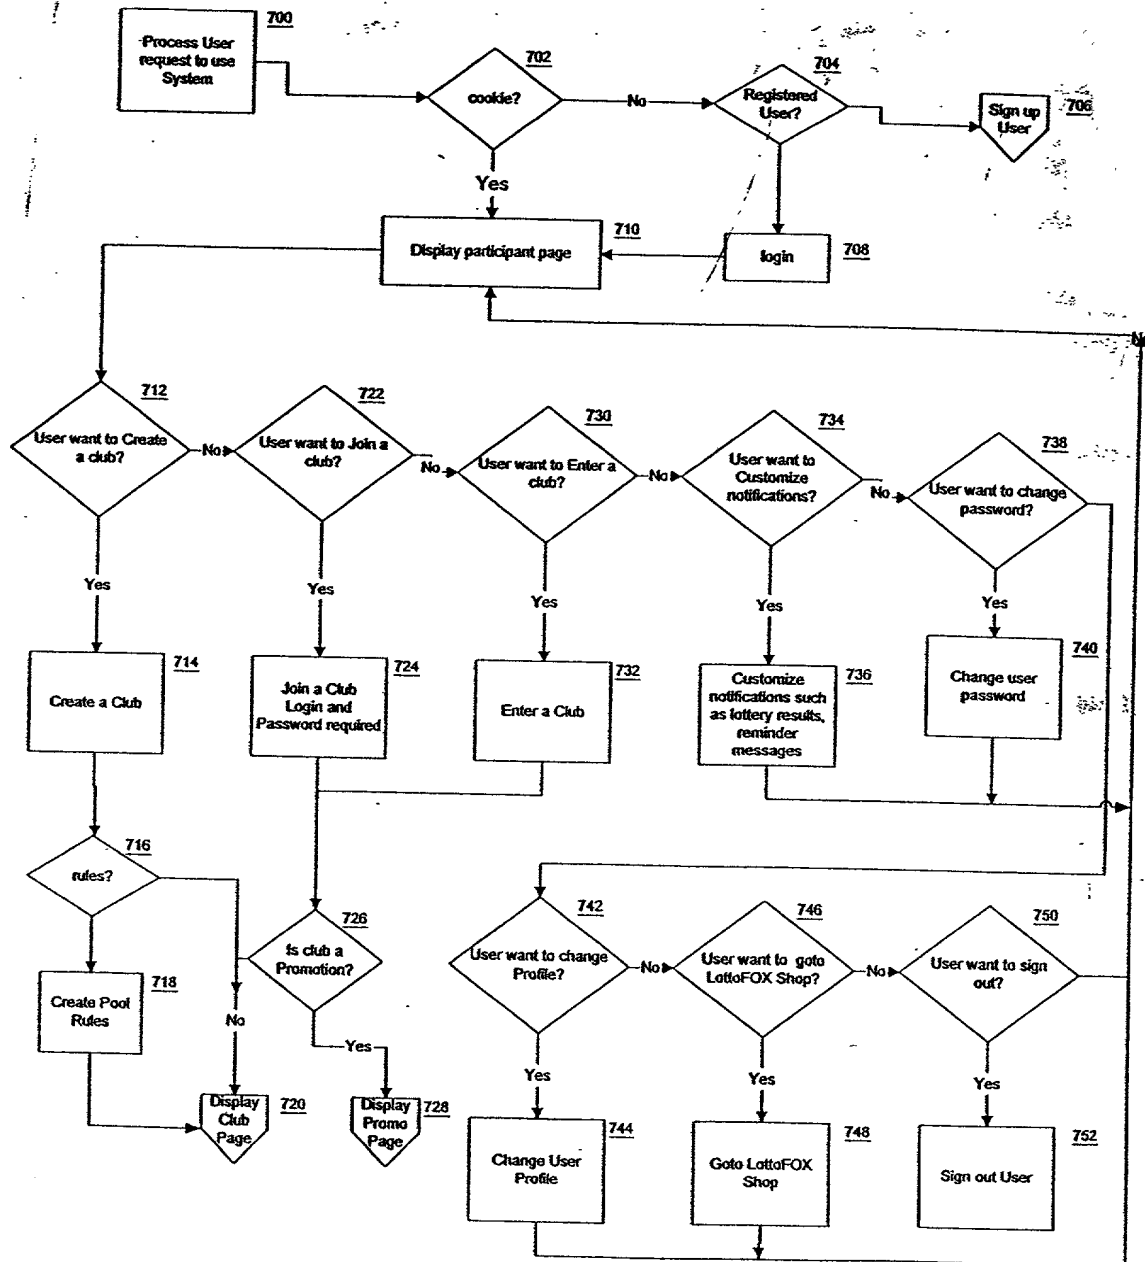 700
Process User
request to use
System
702
cookie?
No
704
Registered
User?
706
Sign up
User
Yes
710
Display participant page
708
login
712
User want to Create
a club?
No
722
User want to Join a
club?
No
730
User want to Enter a
club?
No
734
User want to
Customize
notifications?
No
738
User want to change
password?
Yes
Yes
Yes
Yes
Yes
714
Create a Club
724
Join a Club
Login and
Password required
732
Enter a Club
736
Customize
notifications such
as lottery results,
reminder
messages
740
Change user
password
716
rules?
726
Is club a
Promotion?
742
User want to change
Profile?
No
746
User want to goto
LottoFOX Shop?
No
750
User want to sign
out?
718
Create Pool
Rules
No
Yes
Yes
Yes
Yes
720
Display
Club
Page
728
Display
Promo
Page
744
Change User
Profile
748
Goto LottoFOX
Shop
752
Sign out User